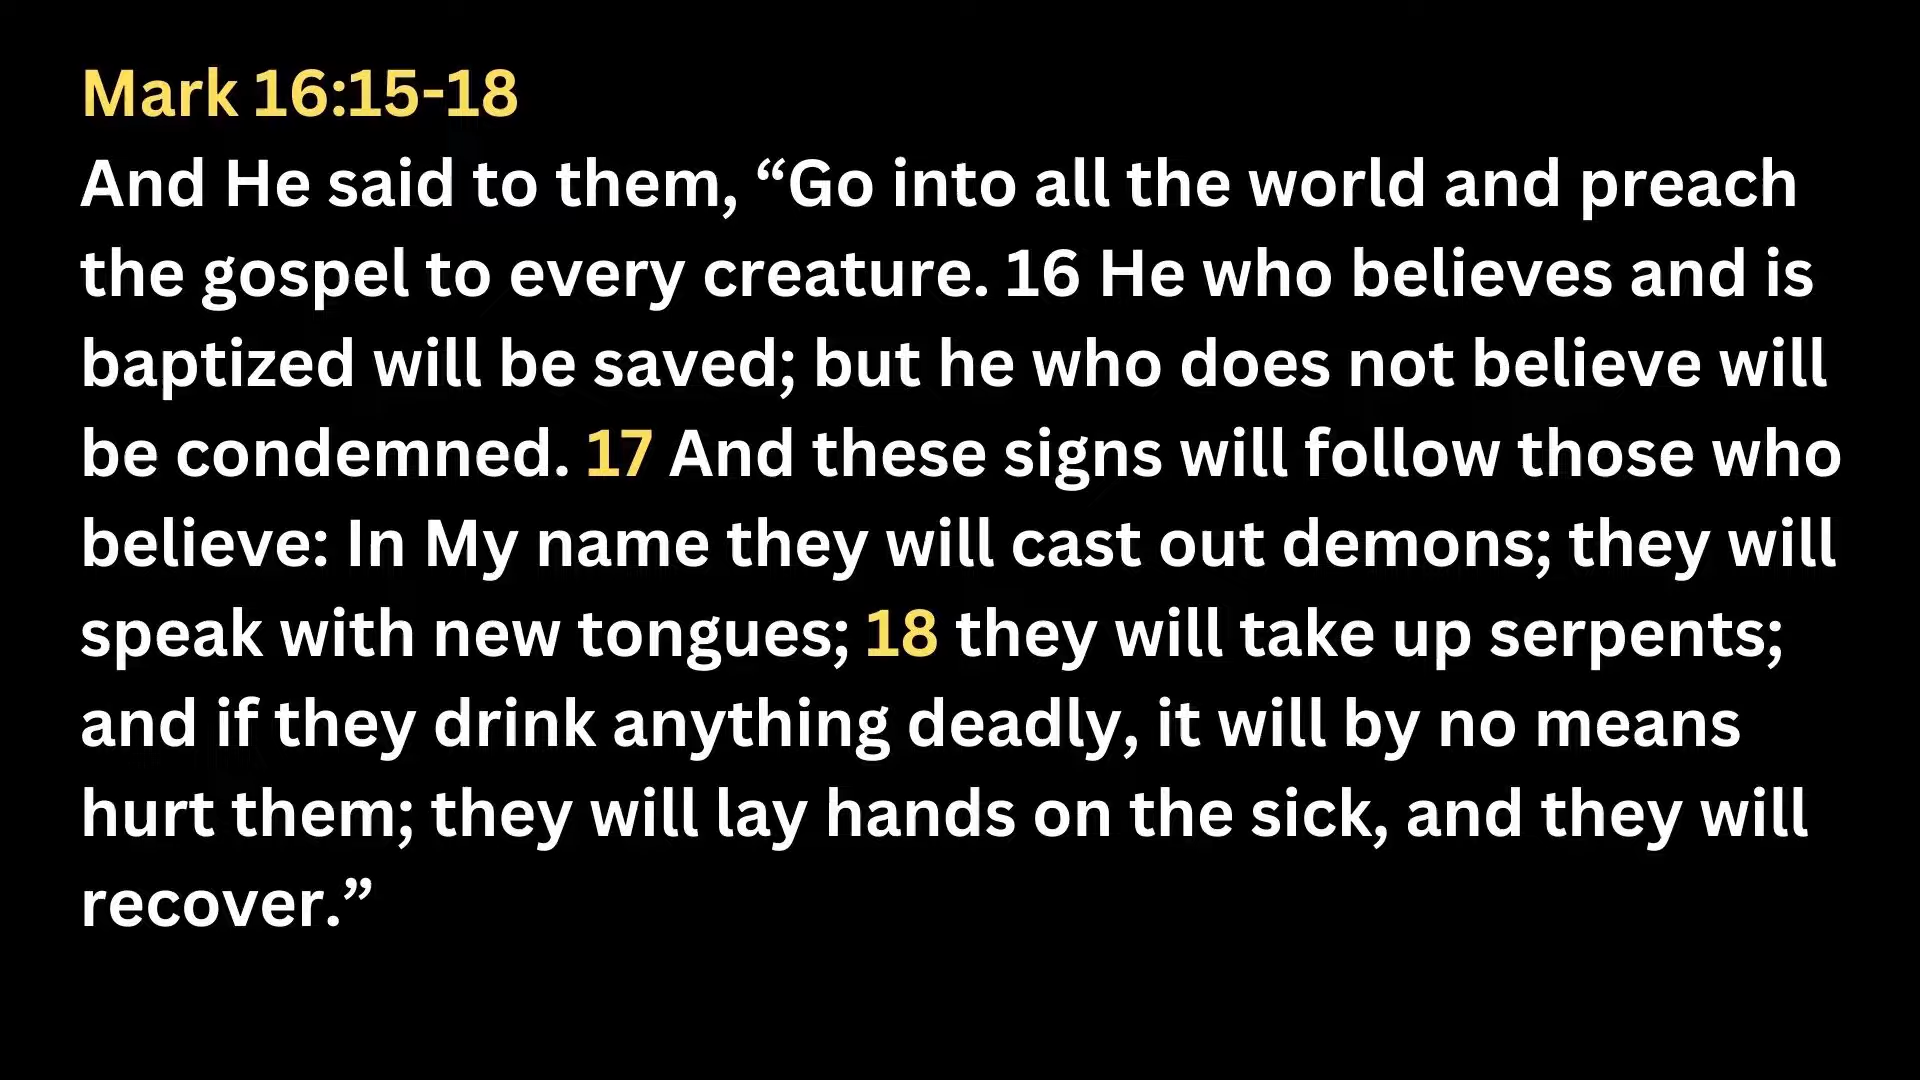 Mark 16:15-18
And He said to them, “Go into all the world and preach
the gospel to every creature. 16 He who believes and is
baptized will be saved; but he who does not believe will
be condemned. 17 And these signs will follow those who
believe: In My name they will cast out demons; they will
speak with new tongues; 18 they will take up serpents;
and if they drink anything deadly, it will by no means
hurt them; they will lay hands on the sick, and they will
recover.”